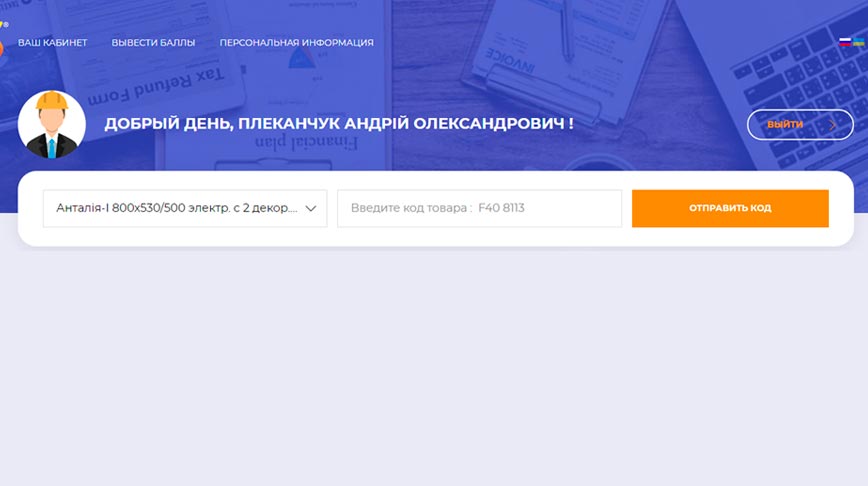 ®
ВАШ КАБИНЕТ ВЫВЕСТИ БАЛЛЫ ПЕРСОНАЛЬНАЯ ИНФОРМАЦИЯ
INVOICE
Tax Refund Form
Financial plan
ДОБРЫЙ ДЕНЬ, ПЛЕКАНЧУК АНДРІЙ ОЛЕКСАНДРОВИЧ !
ВЫЙТИ
Анталія-І 800х530/500 электр. с 2 декор....
Введите код товара : F40 8113
ОТПРАВИТЬ КОД